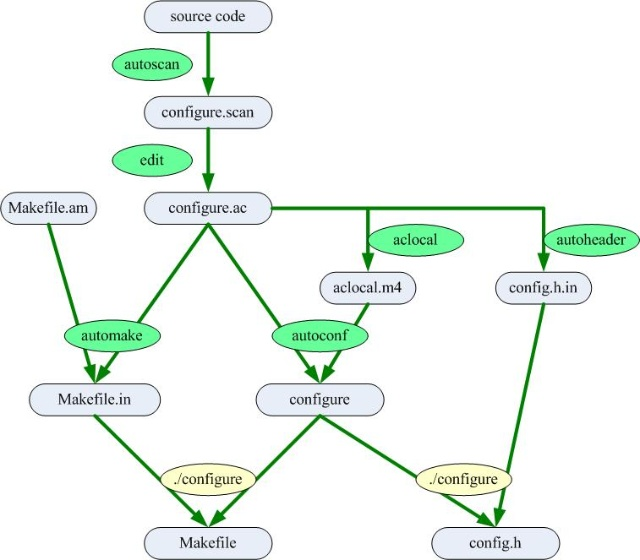 source code
autoscan
configure.scan
edit
Makefile.am
configure.ac
aclocal
autoheader
aclocal.m4
config.h.in
automake
autoconf
Makefile.in
configure
./configure
./configure
Makefile
config.h